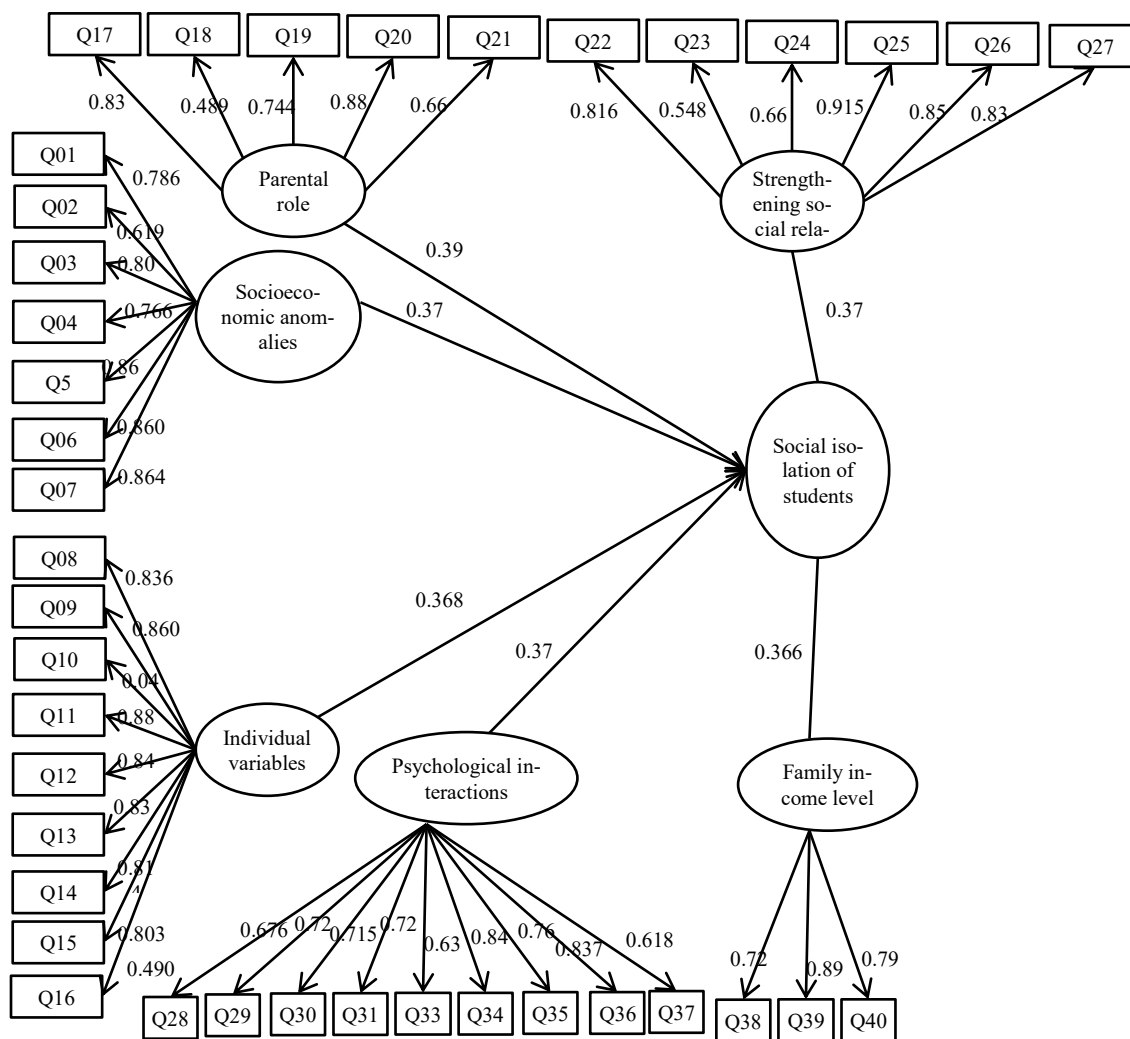 Q17
Q18
Q19
Q20
Q21
Q22
Q23
Q24
Q25
Q26
Q27
0.83
0.489
0.744
0.88
0.66
0.816
0.548
0.66
0.915
0.85
0.83
Q01
Q02
Q03
Q04
Q5
Q06
Q07
0.786
0.619
0.80
0.766
0.86
0.860
0.864
Parental
role
Strength-
ening so-
cial rela-
Socioeco-
nomic anom-
alies
0.39
0.37
0.37
Social iso-
lation of
students
Q08
Q09
Q10
Q11
Q12
Q13
Q14
Q15
Q16
0.836
0.860
0.04
0.88
0.84
0.83
0.81
0.803
0.490
0.368
0.37
0.366
Individual
variables
Psychological in-
teractions
Family in-
come level
0.676
0.72
0.715
0.72
0.63
0.84
0.76
0.837
0.618
0.72
0.89
0.79
Q28
Q29
Q30
Q31
Q33
Q34
Q35
Q36
Q37
Q38
Q39
Q40